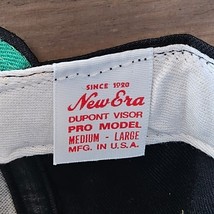 SINCE 1920
New Era
DUPONT VISOR
PRO MODEL
MEDIUM - LARGE
MFG. IN U.S.A.